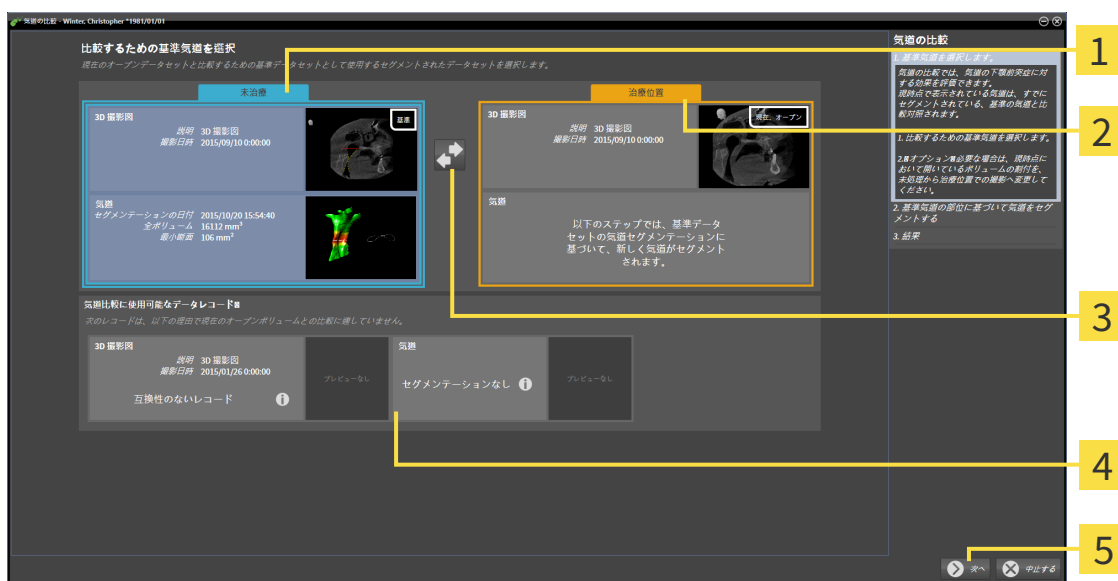 気道の比較 - Winter, Christopher *1981/01/01
比較するための基準気道を選択
現在のオープンデータセットと比較するための基準データセットとして使用するセグメントされたデータセットを選択します。
未治療
3D 撮影図
説明 3D 撮影図
撮影日時 2015/09/10 0:00:00
基準
気道
セグメンテーションの日付 2015/10/20 15:54:40
全ボリューム 16112 mm³
最小断面 106 mm²
治療位置
3D 撮影図
説明 3D 撮影図
撮影日時 2015/09/10 0:00:00
現在、オープン
気道
以下のステップでは、基準データ
セットの気道セグメンテーションに
基づいて、新しく気道がセグメント
されます。
気道比較に使用可能なデータレコード
次のレコードは、以下の理由で現在のオープンボリュームとの比較に適していません。
3D 撮影図
説明 3D 撮影図
撮影日時 2015/01/26 0:00:00
互換性のないレコード
プレビューなし
気道
セグメンテーションなし
プレビューなし
気道の比較
1. 基準気道を選択します。
気道の比較では、気道の下顎前突症に対
する効果を評価できます。
現時点で表示されている気道は、すでに
セグメントされている、基準の気道と比
較対照されます。
1. 比較するための基準気道を選択します。
2. オプション 必要な場合は、現時点に
おいて開いているボリュームの割付を、
未処理から治療位置での撮影へ変更して
ください。
2. 基準気道の部位に基づいて気道をセグ
メントする
3. 結果
次へ
中止する
1
2
3
4
5